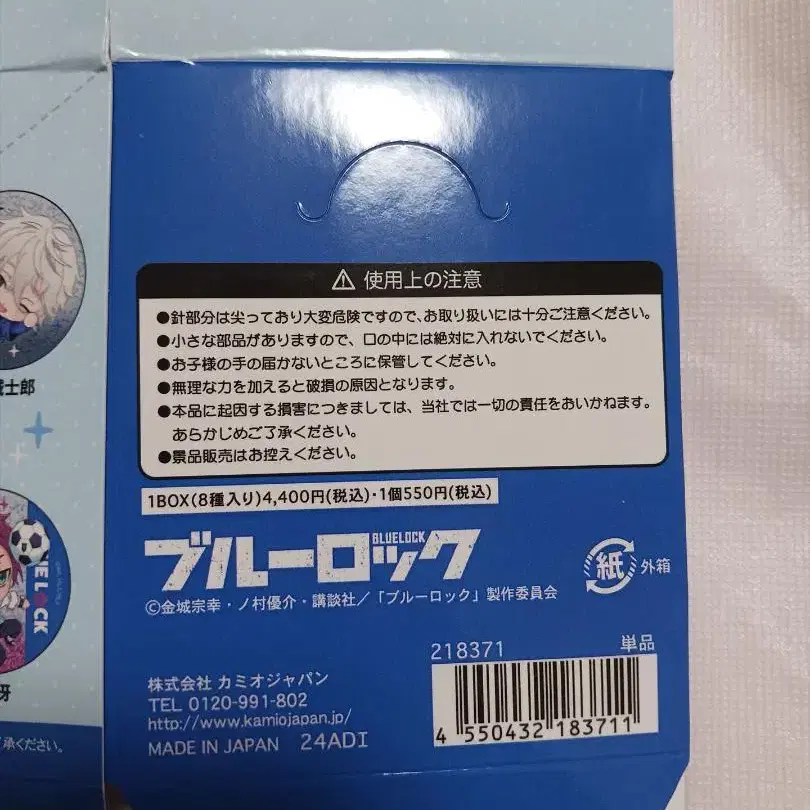 ⚠ 使用上の注意
●針部分は尖っており大変危険ですので、お取り扱いには十分ご注意ください。
●小さな部品がありますので、口の中には絶対に入れないでください。
●お子様の手の届かないところに保管してください。
●無理な力を加えると破損の原因となります。
●本品に起因する損害につきましては、当社では一切の責任をおいかねます。
あらかじめご了承ください。
●景品販売はお控えください。
1BOX(8種入り)4,400円(税込)・1個550円(税込)
BLUELOCK
ブルーロック
©金城宗幸・ノ村優介・講談社／「ブルーロック」製作委員会
紙 外箱
218371 単品
4 550432 183711
株式会社 カミオジャパン
TEL 0120-991-802
http://www.kamiojapan.jp/
MADE IN JAPAN 24ADI
士郎
LOCK
承ください。